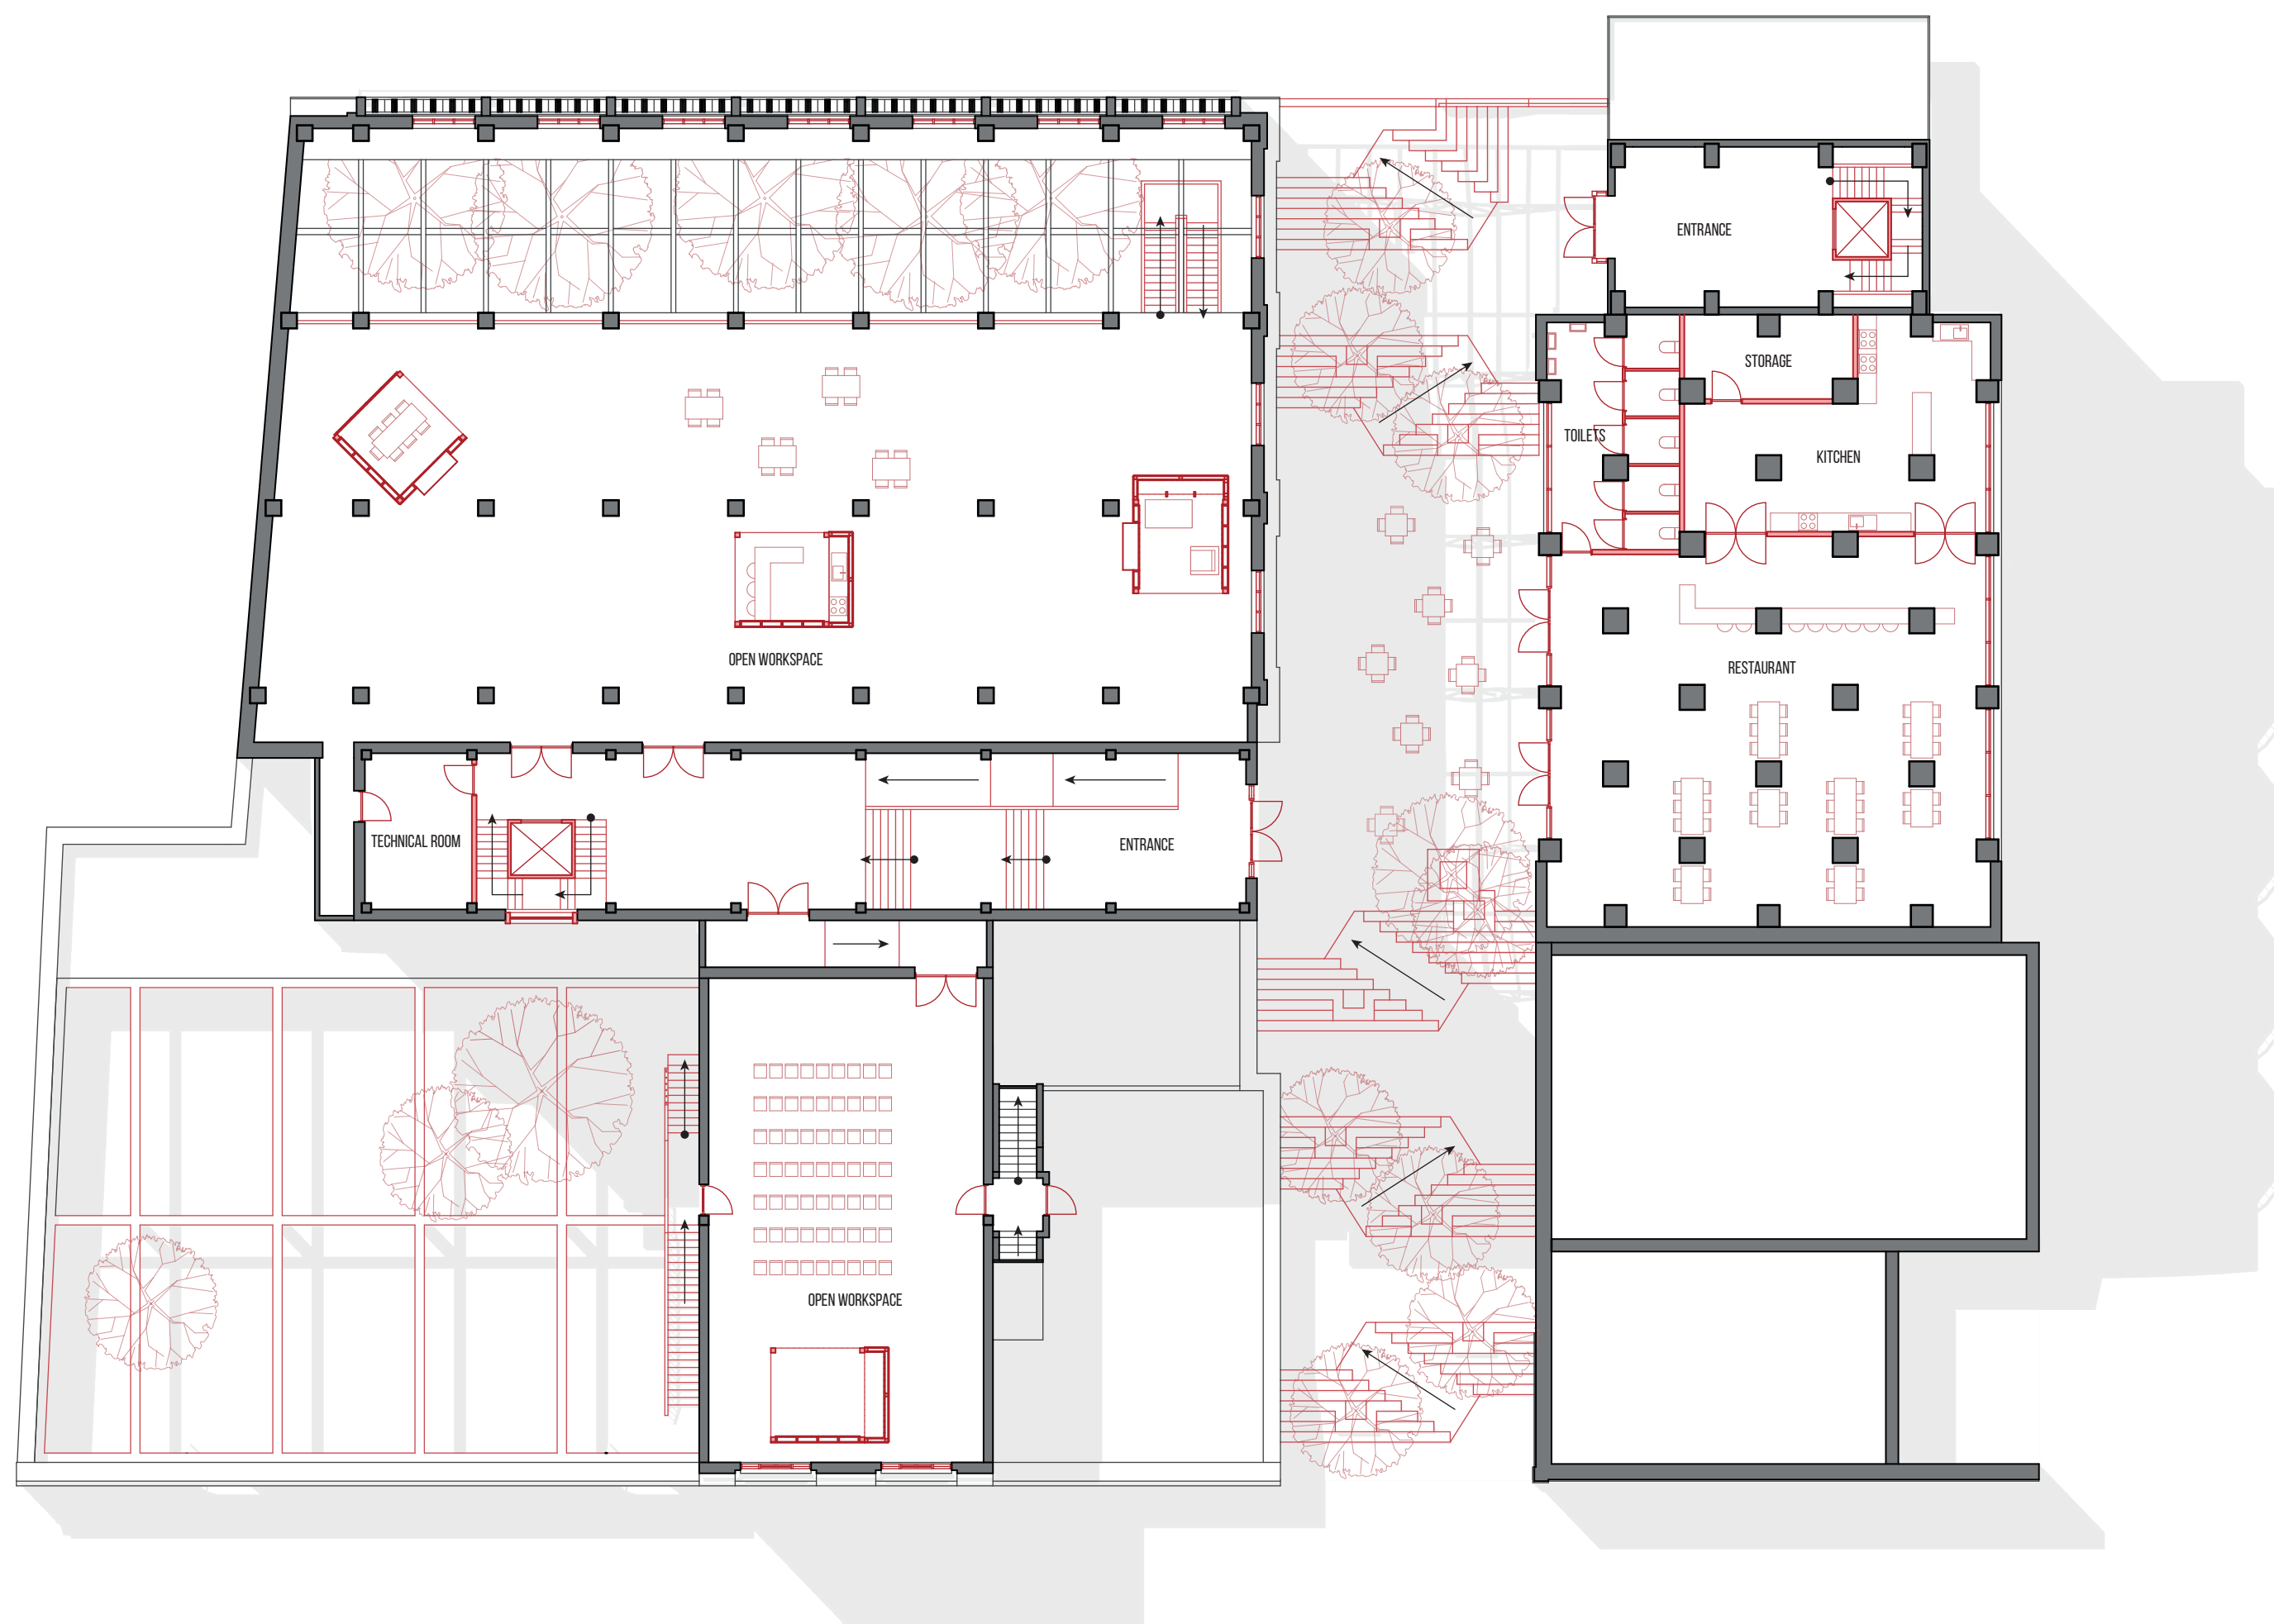 ENTRANCE
STORAGE
TOILETS
KITCHEN
OPEN WORKSPACE
RESTAURANT
TECHNICAL ROOM
ENTRANCE
OPEN WORKSPACE